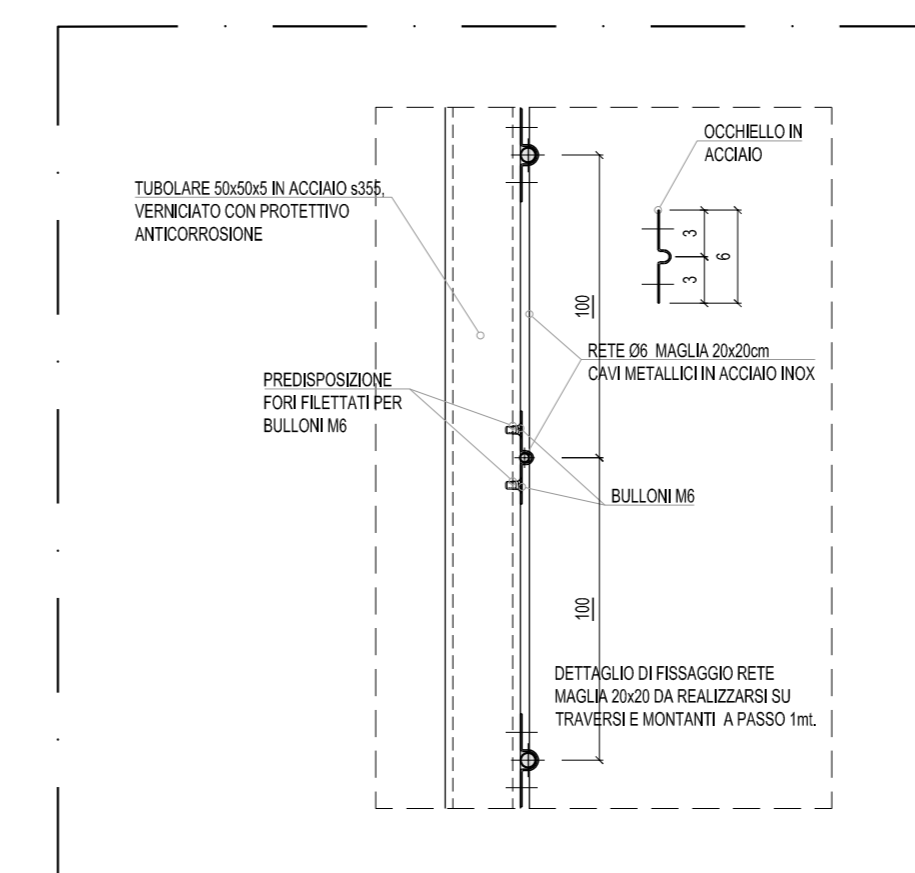 OCCHIELLO IN
ACCIAIO
TUBOLARE 50x50x5 IN ACCIAIO s355,
VERNICIATO CON PROTETTIVO
ANTICORROSIONE
3
3
6
100
RETE Ø6 MAGLIA 20x20cm
CAVI METALLICI IN ACCIAIO INOX
PREDISPOSIZIONE
FORI FILETTATI PER
BULLONI M6
BULLONI M6
100
DETTAGLIO DI FISSAGGIO RETE
MAGLIA 20x20 DA REALIZZARSI SU
TRAVERSI E MONTANTI A PASSO 1mt.